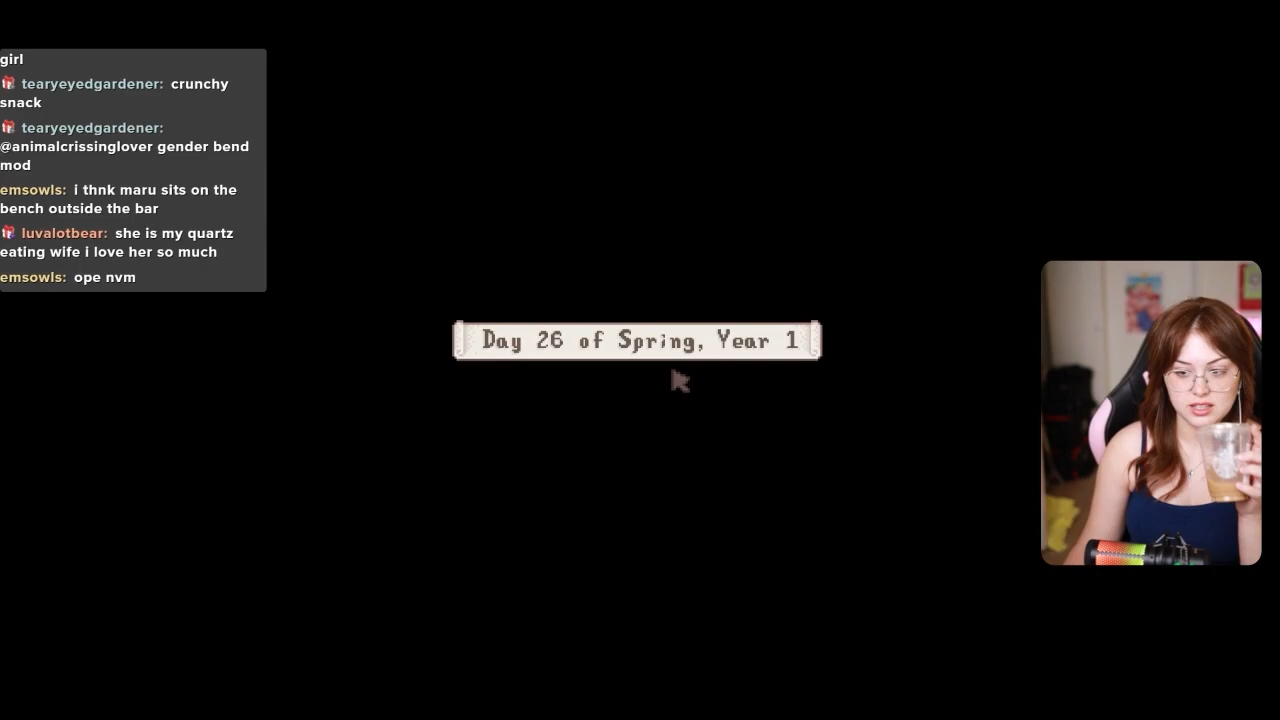 girl
tearyeyedgardener: crunchy
snack
tearyeyedgardener:
@animalcrissinglover gender bend
mod
emsowls: i thnk maru sits on the
bench outside the bar
luvalotbear: she is my quartz
eating wife i love her so much
emsowls: ope nvm
Day 26 of Spring, Year 1